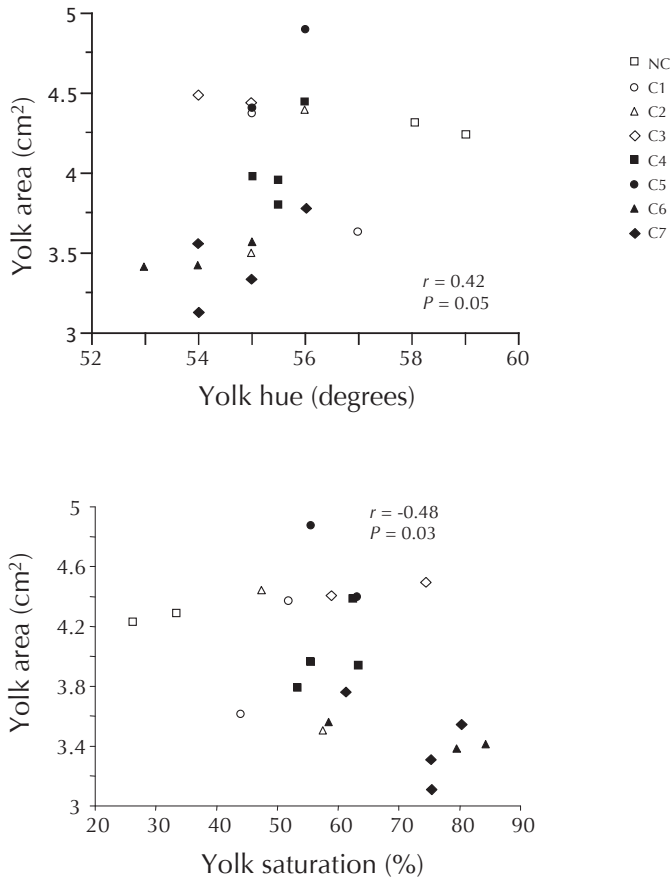 5
4.5
4
3.5
3
Yolk area (cm²)
52
54
56
58
60
Yolk hue (degrees)
r = 0.42
P = 0.05
NC
C1
C2
C3
C4
C5
C6
C7
5
4.6
4.2
3.8
3.4
3
Yolk area (cm²)
r = -0.48
P = 0.03
20 30 40 50 60 70 80 90
Yolk saturation (%)